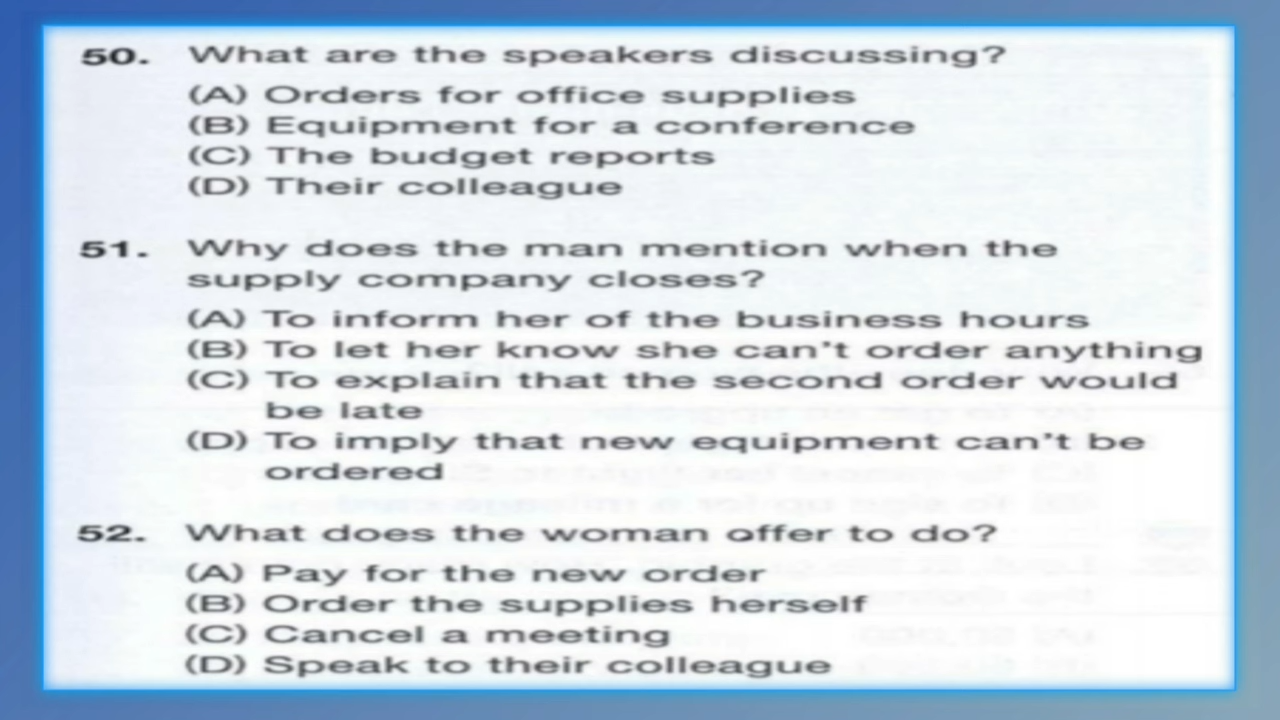 50. What are the speakers discussing?
(A) Orders for office supplies
(B) Equipment for a conference
(C) The budget reports
(D) Their colleague
51. Why does the man mention when the
supply company closes?
(A) To inform her of the business hours
(B) To let her know she can't order anything
(C) To explain that the second order would
be late
(D) To imply that new equipment can't be
ordered
52. What does the woman offer to do?
(A) Pay for the new order
(B) Order the supplies herself
(C) Cancel a meeting
(D) Speak to their colleague